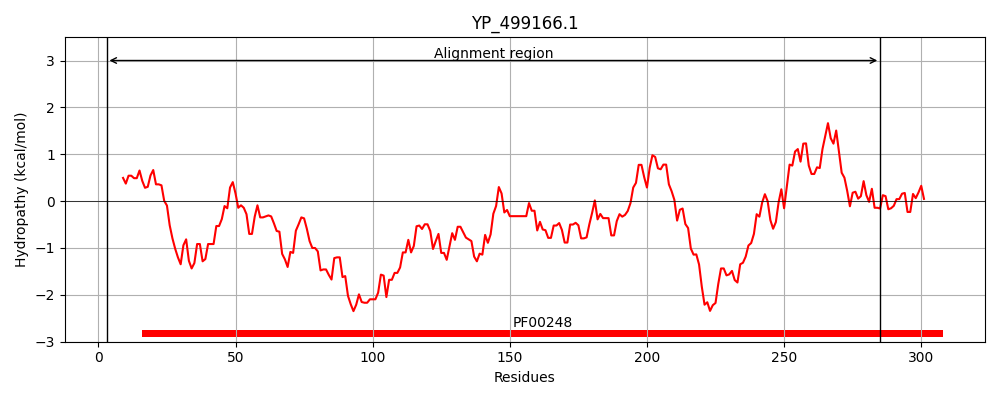 YP_499166.1
Alignment region
3
2
1
0
−1
−2
−3
Hydropathy (kcal/mol)
PF00248
0 50 100 150 200 250 300
Residues